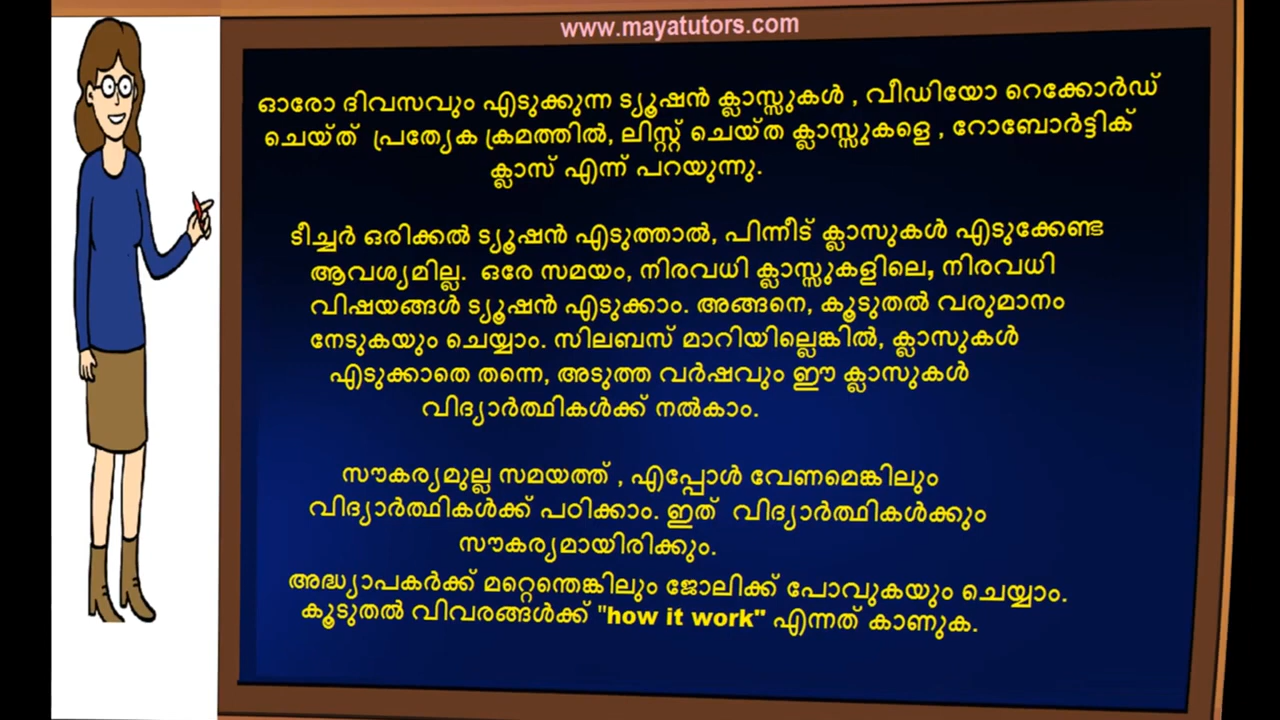 www.mayatutors.com
ഓരോ ദിവസവും എടുക്കുന്ന ട്യൂഷൻ ക്ലാസ്സുകൾ , വീഡിയോ റെക്കോർഡ്
ചെയ്ത് പ്രത്യേക ക്രമത്തിൽ, ലിസ്റ്റ് ചെയ്ത ക്ലാസ്സുകളെ , റോബോർട്ടിക്
ക്ലാസ് എന്ന് പറയുന്നു.
ടീച്ചർ ഒരിക്കൽ ട്യൂഷൻ എടുത്താൽ, പിന്നീട് ക്ലാസുകൾ എടുക്കേണ്ട
ആവശ്യമില്ല. ഒരേ സമയം, നിരവധി ക്ലാസ്സുകളിലെ, നിരവധി
വിഷയങ്ങൾ ട്യൂഷൻ എടുക്കാം. അങ്ങനെ, കൂടുതൽ വരുമാനം
നേടുകയും ചെയ്യാം. സിലബസ് മാറിയില്ലെങ്കിൽ, ക്ലാസുകൾ
എടുക്കാതെ തന്നെ, അടുത്ത വർഷവും ഈ ക്ലാസുകൾ
വിദ്യാർത്ഥികൾക്ക് നൽകാം.
സൗകര്യമുല്ല സമയത്ത് , എപ്പോൾ വേണമെങ്കിലും
വിദ്യാർത്ഥികൾക്ക് പഠിക്കാം. ഇത് വിദ്യാർത്ഥികൾക്കും
സൗകര്യമായിരിക്കും.
അദ്ധ്യാപകർക്ക് മറ്റെന്തെങ്കിലും ജോലിക്ക് പോവുകയും ചെയ്യാം.
കൂടുതൽ വിവരങ്ങൾക്ക് "how it work" എന്നത് കാണുക.